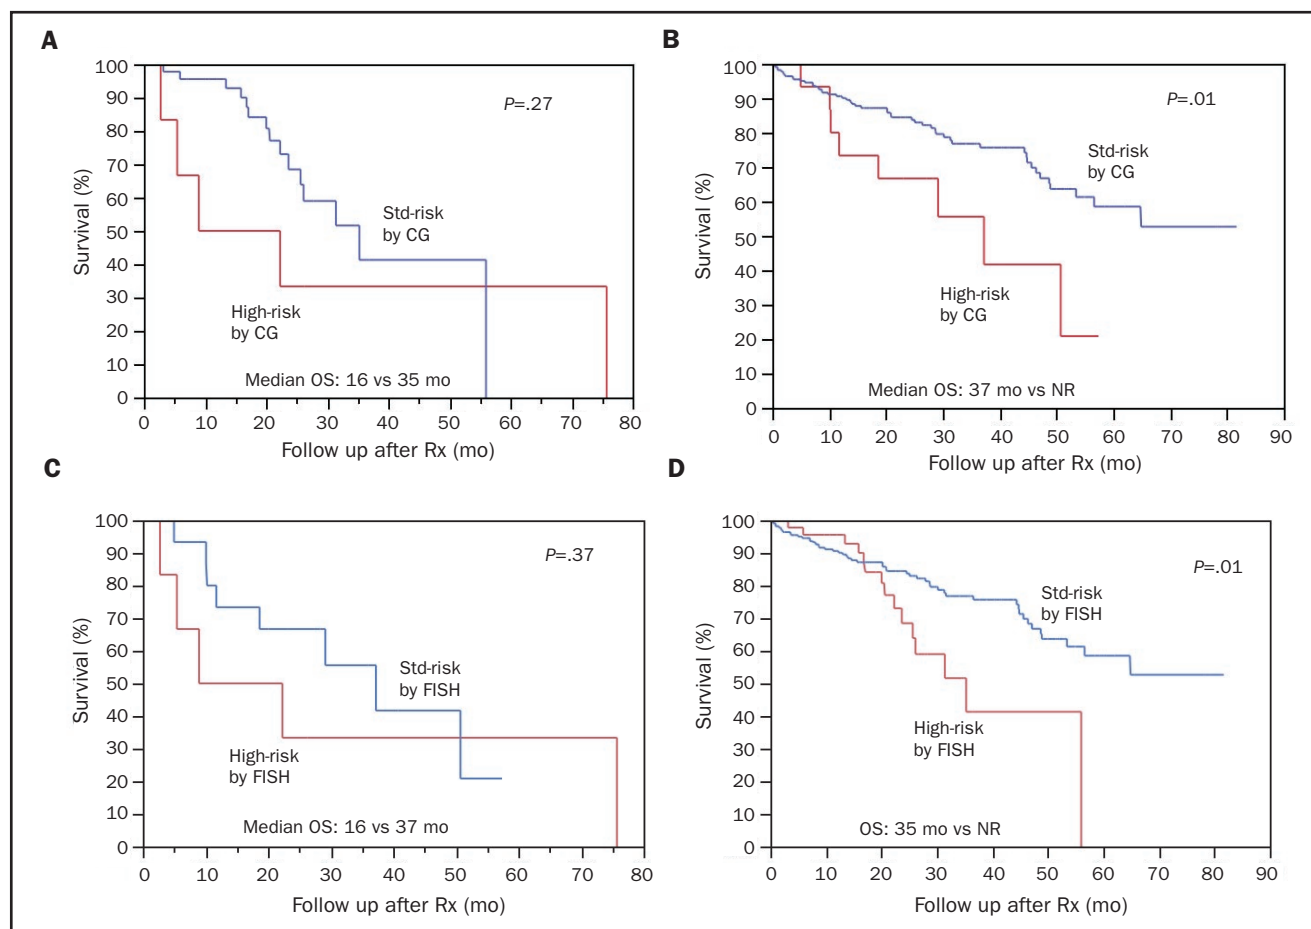 A
100
90
80
70
60
50
40
30
20
10
0
Survival (%)
P=.27
Std-risk
by CG
High-risk
by CG
Median OS: 16 vs 35 mo
0 10 20 30 40 50 60 70 80
Follow up after Rx (mo)
B
100
90
80
70
60
50
40
30
20
10
0
Survival (%)
P=.01
Std-risk
by CG
High-risk
by CG
Median OS: 37 mo vs NR
0 10 20 30 40 50 60 70 80 90
Follow up after Rx (mo)
C
100
90
80
70
60
50
40
30
20
10
0
Survival (%)
P=.37
Std-risk
by FISH
High-risk
by FISH
Median OS: 16 vs 37 mo
0 10 20 30 40 50 60 70 80
Follow up after Rx (mo)
D
100
90
80
70
60
50
40
30
20
10
0
Survival (%)
P=.01
Std-risk
by FISH
High-risk
by FISH
OS: 35 mo vs NR
0 10 20 30 40 50 60 70 80 90
Follow up after Rx (mo)